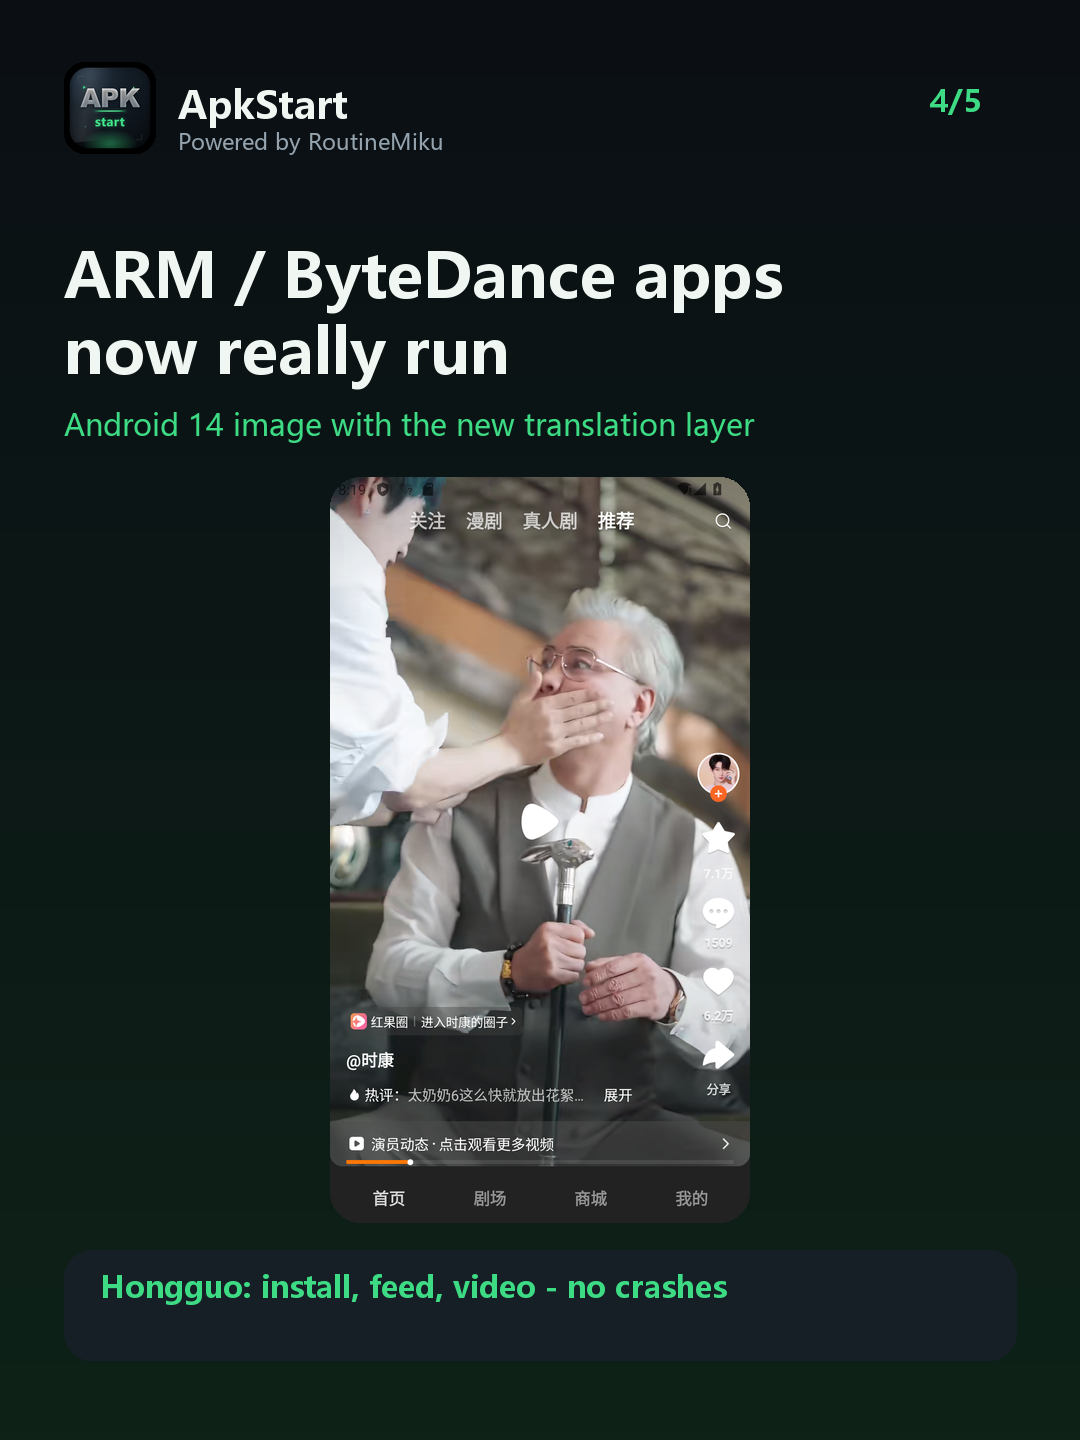 APK
start
ApkStart
Powered by RoutineMiku
4/5
ARM / ByteDance apps
now really run
Android 14 image with the new translation layer
8:19
关注 漫剧 真人剧 推荐
7.1万
1509
6.2万
分享
红果圈 | 进入时康的圈子 >
@时康
热评：太奶奶6这么快就放出花絮... 展开
演员动态 · 点击观看更多视频 >
首页 剧场 商城 我的
Hongguo: install, feed, video - no crashes